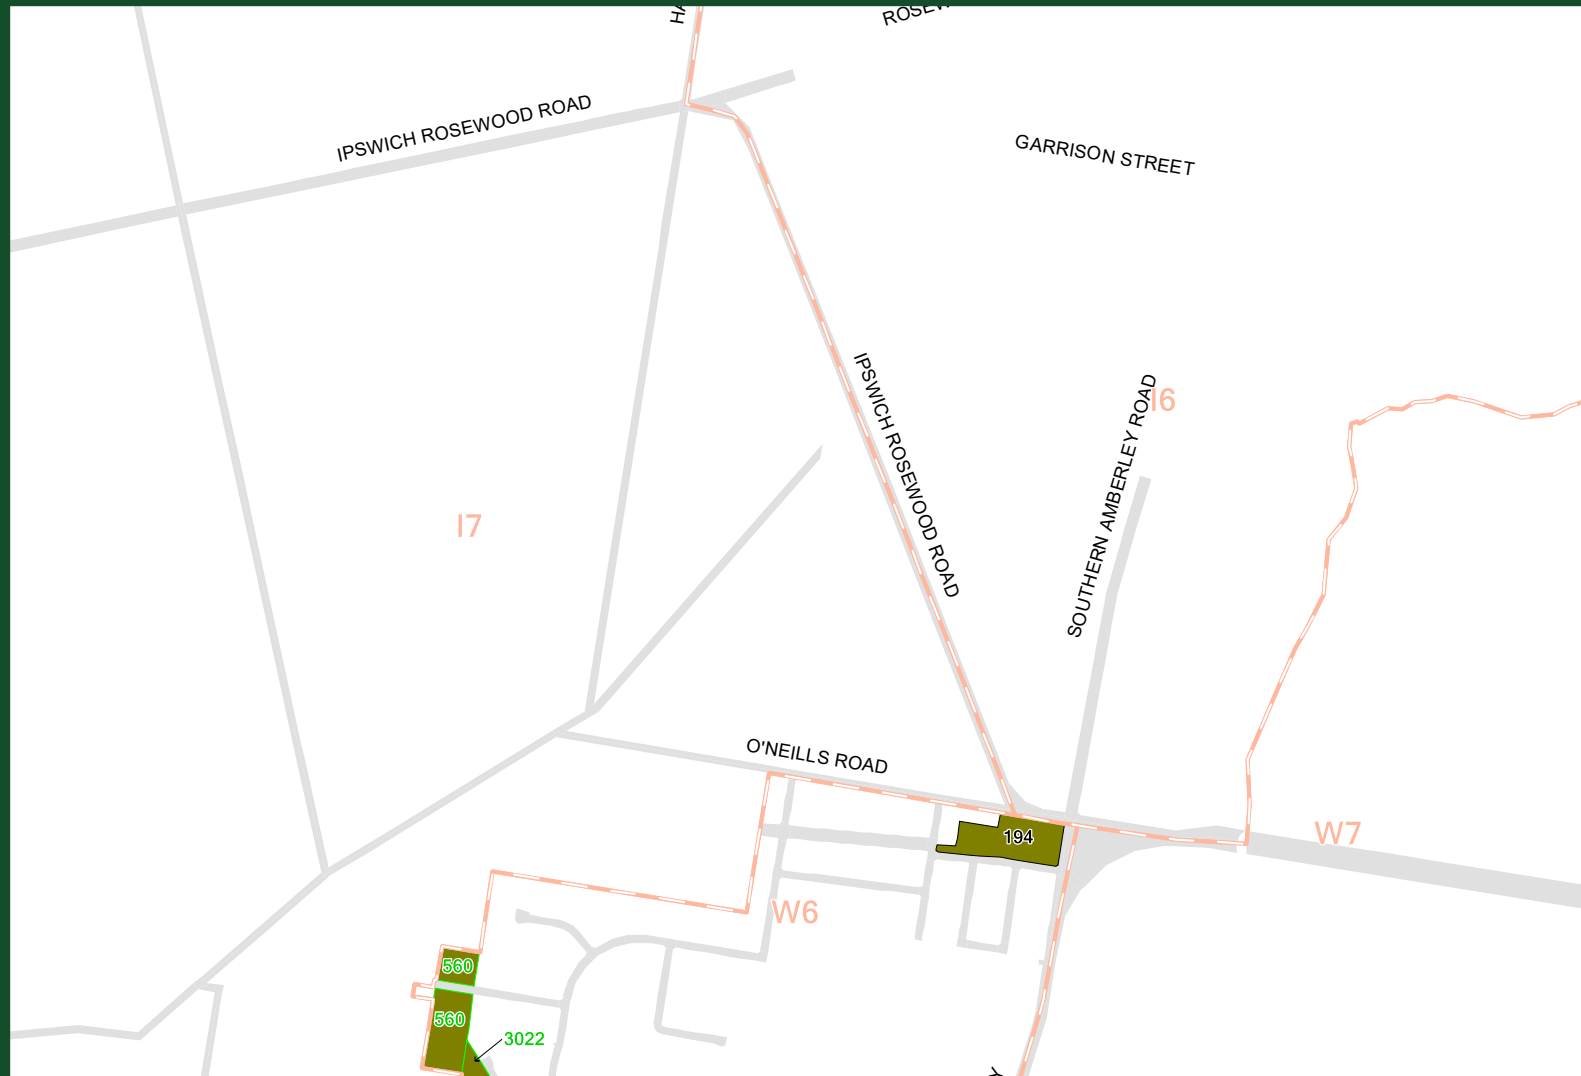 IPSWICH ROSEWOOD ROAD
GARRISON STREET
IPSWICH ROSEWOOD ROAD
SOUTHERN AMBERLEY ROAD
I6
I7
O'NEILLS ROAD
194
W7
W6
560
560
3022